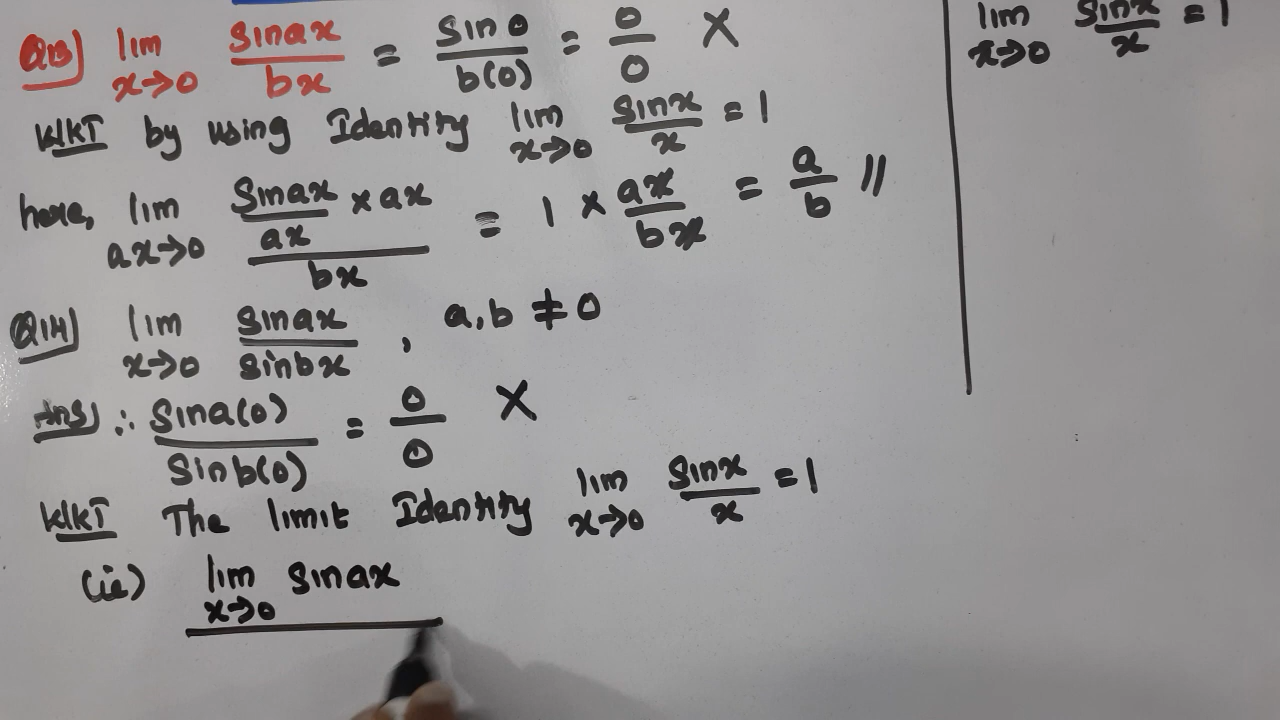 Q13) lim x→0 sinax/bx = sin0/b(0) = 0/0 X
WKT by using Identity lim x→0 sinx/x = 1
here, lim ax→0 (sinax/ax × ax)/bx = 1 × ax/bx = a/b //
Q14) lim x→0 sinax/sinbx , a,b ≠ 0
Ans) ∴ sina(0)/sinb(0) = 0/0 X
WKT The limit Identity lim x→0 sinx/x = 1
(ie) lim x→0 sinax
lim x→0 sinx/x = 1